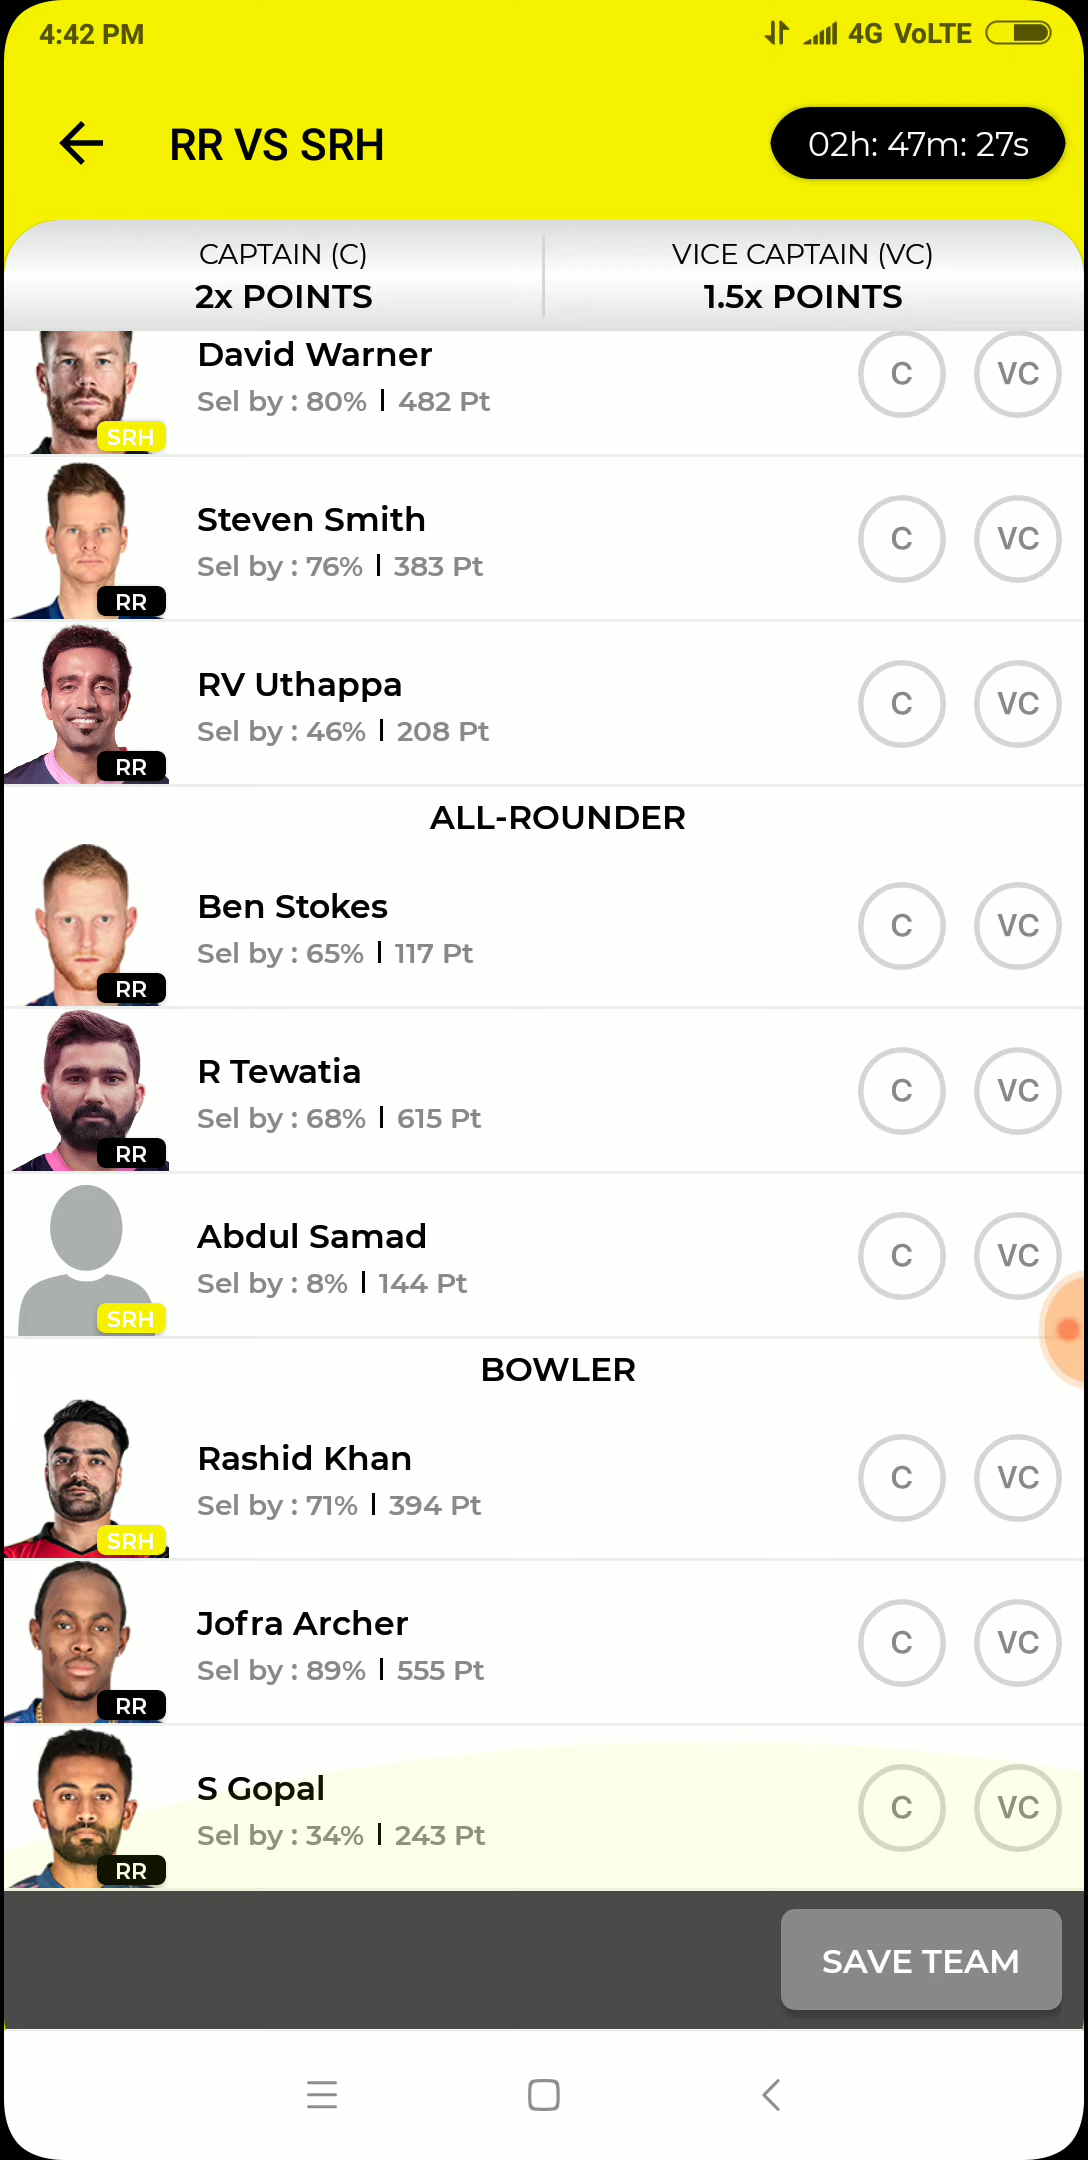 4:42 PM 4G VoLTE
RR VS SRH 02h: 47m: 27s
CAPTAIN (C) VICE CAPTAIN (VC)
2x POINTS 1.5x POINTS
David Warner C VC
Sel by : 80% | 482 Pt
SRH
Steven Smith C VC
Sel by : 76% | 383 Pt
RR
RV Uthappa C VC
Sel by : 46% | 208 Pt
RR
ALL-ROUNDER
Ben Stokes C VC
Sel by : 65% | 117 Pt
RR
R Tewatia C VC
Sel by : 68% | 615 Pt
RR
Abdul Samad C VC
Sel by : 8% | 144 Pt
SRH
BOWLER
Rashid Khan C VC
Sel by : 71% | 394 Pt
SRH
Jofra Archer C VC
Sel by : 89% | 555 Pt
RR
S Gopal C VC
Sel by : 34% | 243 Pt
RR
SAVE TEAM